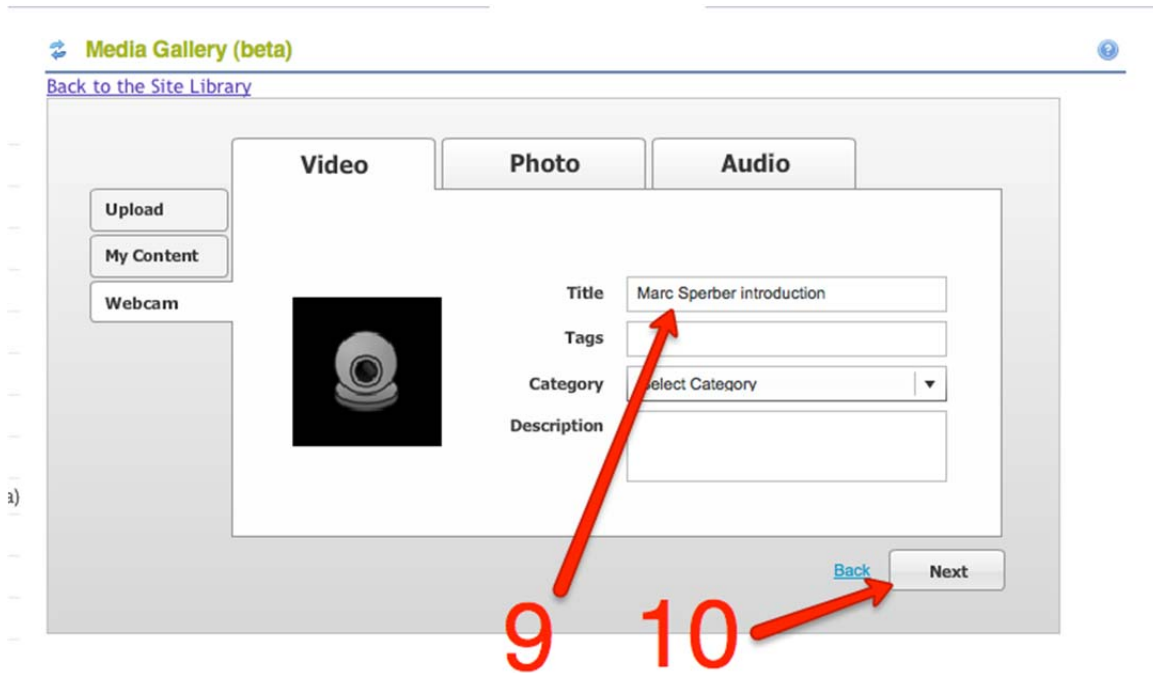 Media Gallery (beta)
?
Back to the Site Library
Video
Photo
Audio
Upload
My Content
Webcam
Title
Marc Sperber introduction
Tags
Category
Select Category
Description
a)
Back
Next
9
10